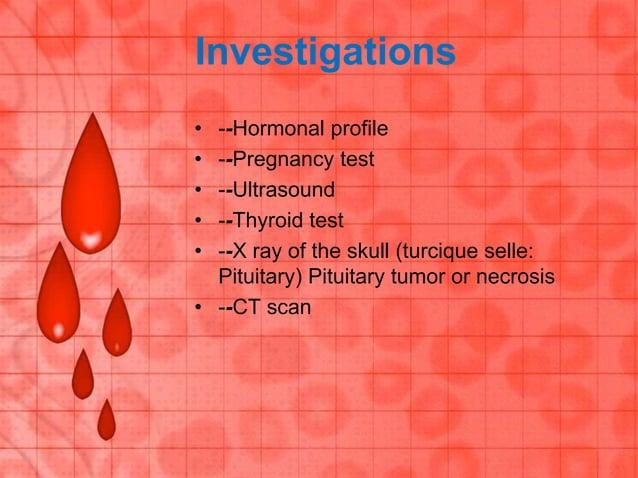 Investigations
• --Hormonal profile
• --Pregnancy test
• --Ultrasound
• --Thyroid test
• --X ray of the skull (turcique selle:
Pituitary) Pituitary tumor or necrosis
• --CT scan